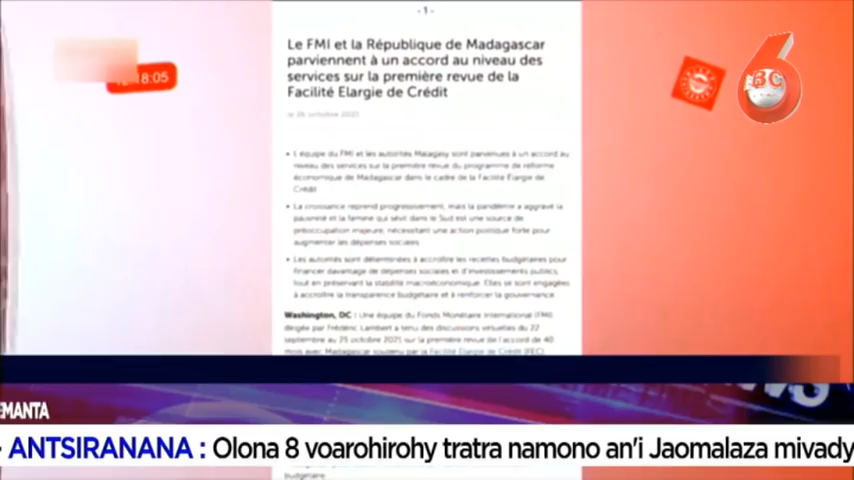 - 1 -
Le FMI et la République de Madagascar
parviennent à un accord au niveau des
services sur la première revue de la
Facilité Elargie de Crédit
18:05
BC
• L'équipe du FMI et les autorités Malagasy sont parvenues à un accord au
niveau des services sur la première revue du programme de réforme
économique de Madagascar dans le cadre de la Facilité Elargie de
Crédit
• La croissance reprend progressivement, mais la pandémie a aggravé la
pauvreté et la famine qui sévit dans le Sud est une source de
préoccupation majeure, nécessitant une action politique forte pour
augmenter les dépenses sociales
• Les autorités sont déterminées à accroître les recettes budgétaires pour
financer davantage de dépenses sociales et d'investissements publics,
tout en préservant la stabilité macroéconomique. Elles se sont engagées
à accroître la transparence budgétaire et à renforcer la gouvernance
Washington, DC : Une équipe du Fonds Monétaire International (FMI)
dirigée par Frédéric Lambert a tenu des discussions virtuelles du 22
septembre au 25 octobre 2021 sur la première revue de l'accord de 40
mois avec Madagascar soutenu par la Facilité Elargie de Crédit (FEC)
EMANTA
- ANTSIRANANA : Olona 8 voarohirohy tratra namono an'i Jaomalaza mivady
budgétaire